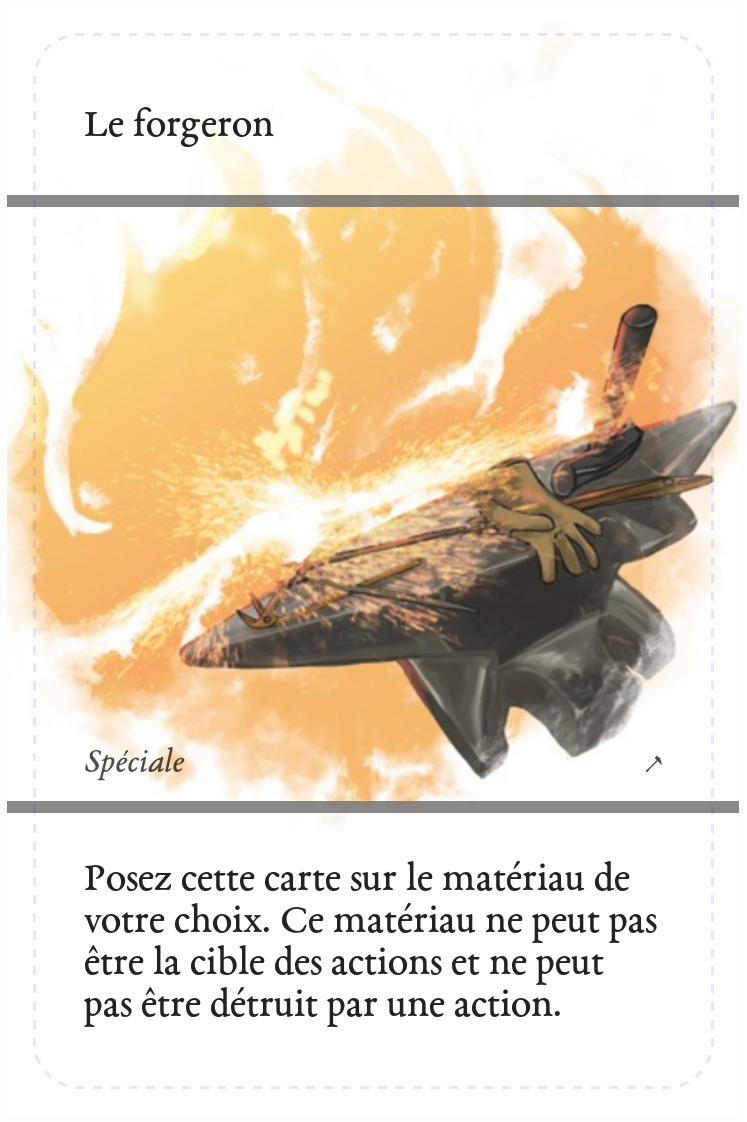 Le forgeron
Spéciale
Posez cette carte sur le matériau de
votre choix. Ce matériau ne peut pas
être la cible des actions et ne peut
pas être détruit par une action.